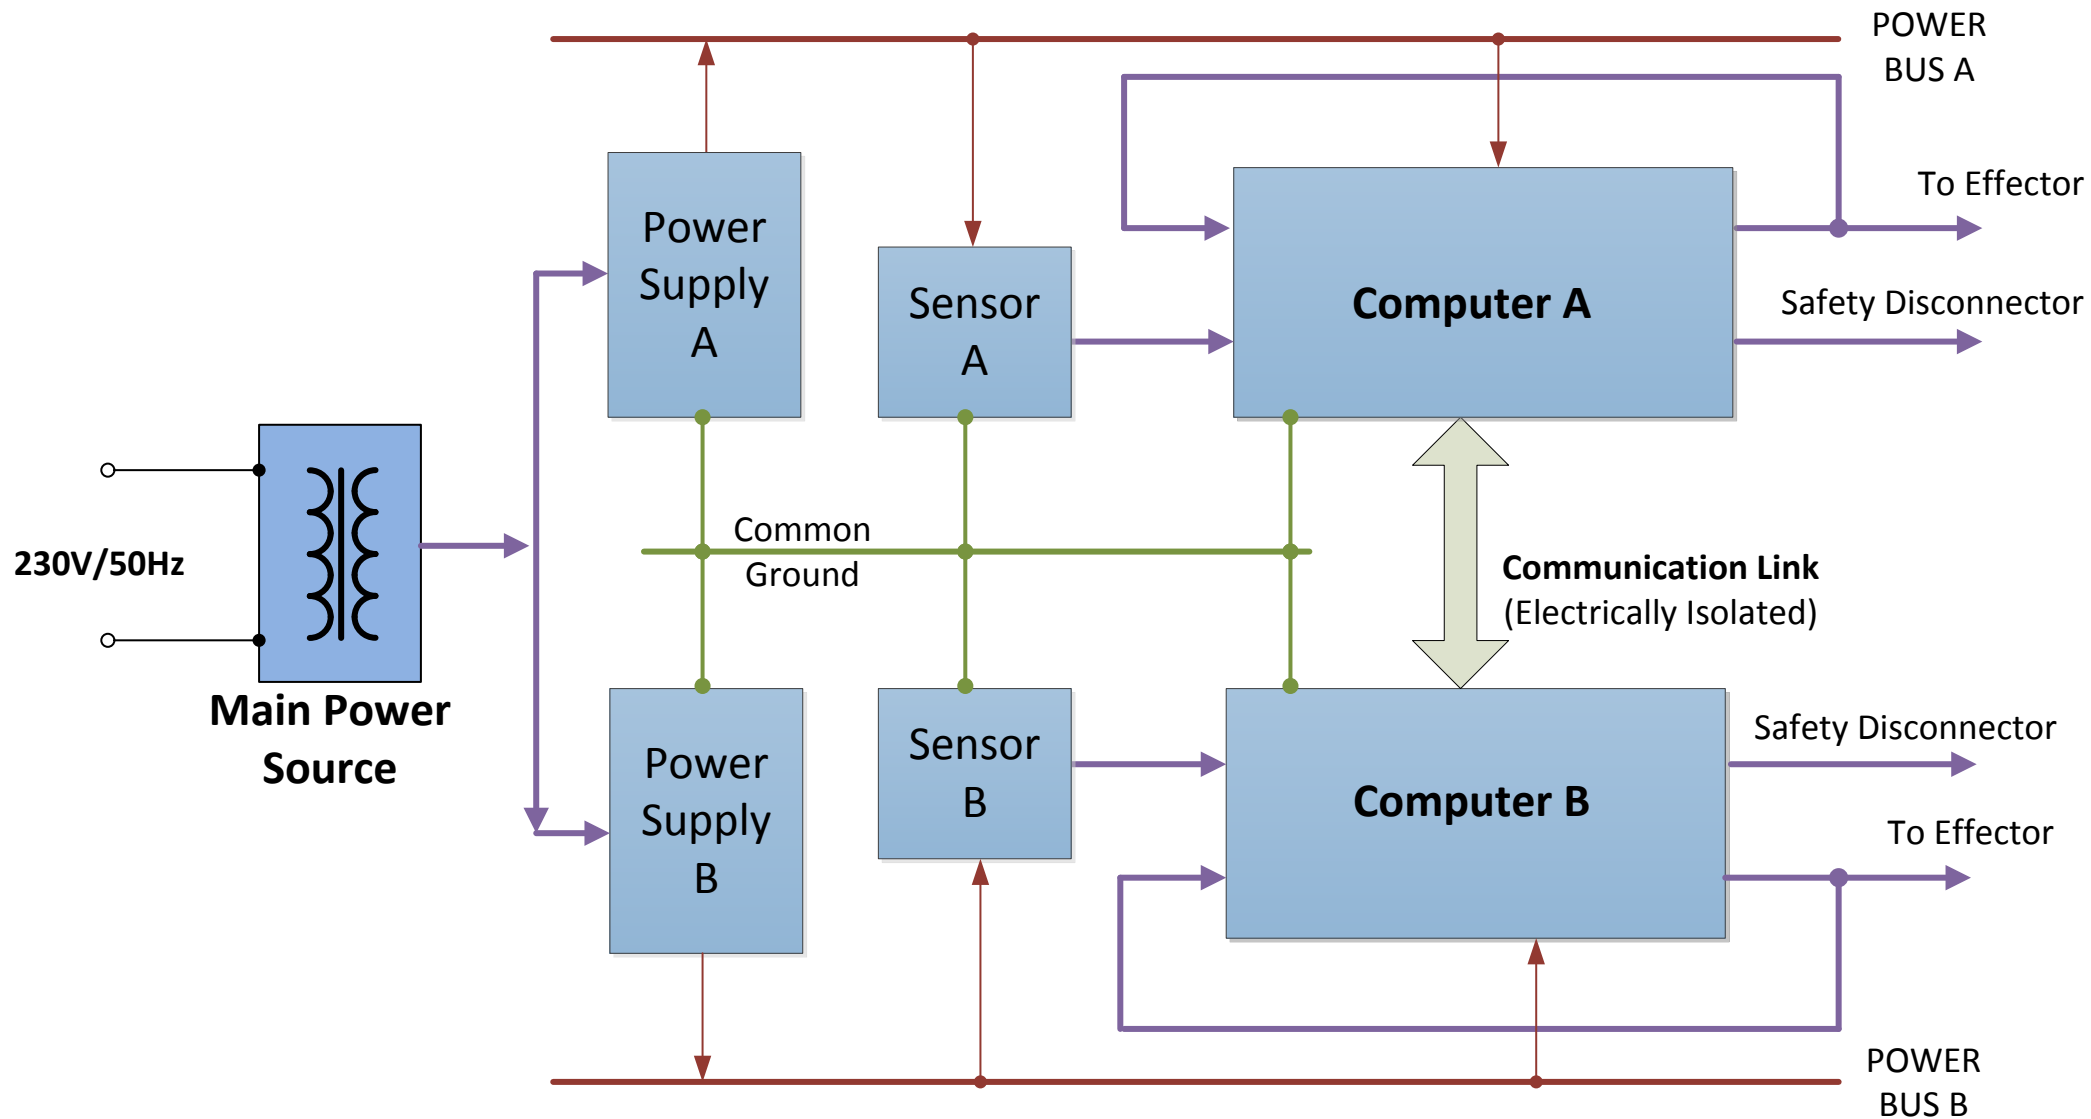 POWER
BUS A
To Effector
Power
Supply
A
Sensor
A
Computer A
Safety Disconnector
230V/50Hz
Main Power
Source
Common
Ground
Communication Link
(Electrically Isolated)
Power
Supply
B
Sensor
B
Computer B
Safety Disconnector
To Effector
POWER
BUS B